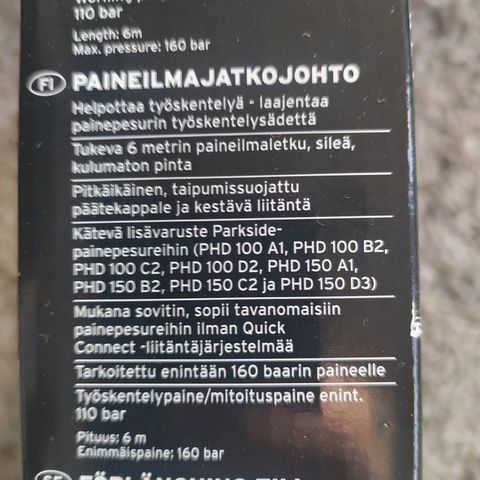 110 bar
Length: 6m
Max. pressure: 160 bar
FI PAINEILMAJATKOJOHTO
Helpottaa työskentelyä - laajentaa
painepesurin työskentelysädettä
Tukeva 6 metrin paineilmaletku, sileä,
kulumaton pinta
Pitkäikäinen, taipumissuojattu
päätekappale ja kestävä liitäntä
Kätevä lisävaruste Parkside-
painepesureihin (PHD 100 A1, PHD 100 B2,
PHD 100 C2, PHD 100 D2, PHD 150 A1,
PHD 150 B2, PHD 150 C2 ja PHD 150 D3)
Mukana sovitin, sopii tavanomaisiin
painepesureihin ilman Quick
Connect -liitäntäjärjestelmää
Tarkoitettu enintään 160 baarin paineelle
Työskentelypaine/mitoituspaine enint.
110 bar
Pituus: 6 m
Enimmäispaine: 160 bar
SE